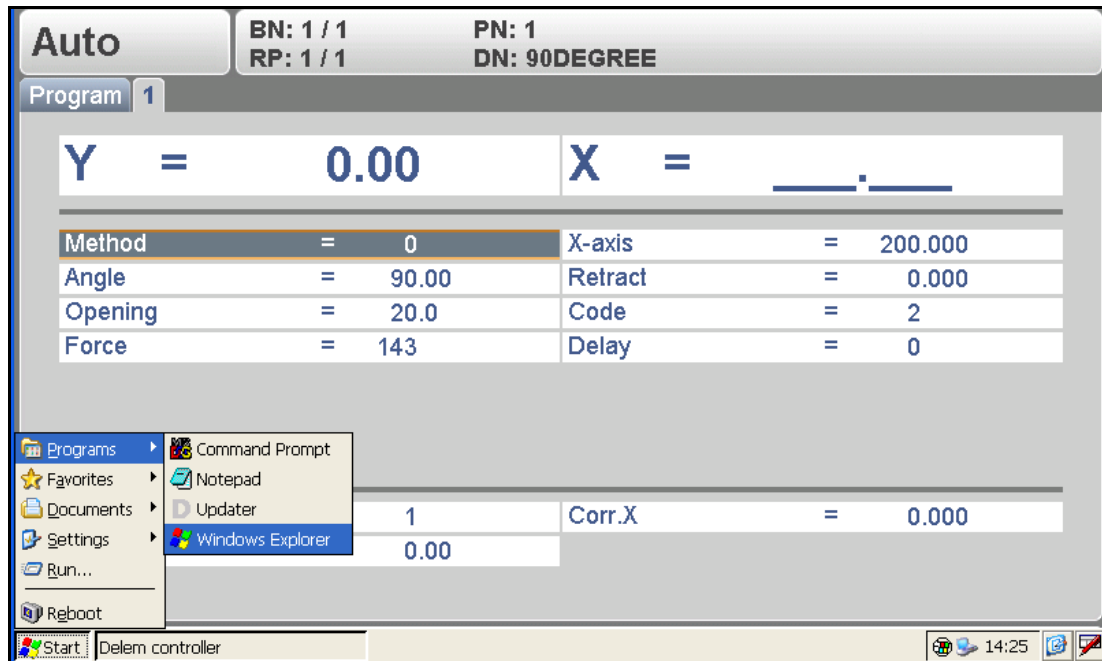 Auto
BN: 1 / 1 PN: 1
RP: 1 / 1 DN: 90DEGREE
Program 1
Y = 0.00 X = ___.___
Method = 0 X-axis = 200.000
Angle = 90.00 Retract = 0.000
Opening = 20.0 Code = 2
Force = 143 Delay = 0
Programs
Favorites
Documents
Settings
Run...
Reboot
Command Prompt
Notepad
Updater
Windows Explorer
1 Corr.X = 0.000
0.00
Start Delem controller 14:25